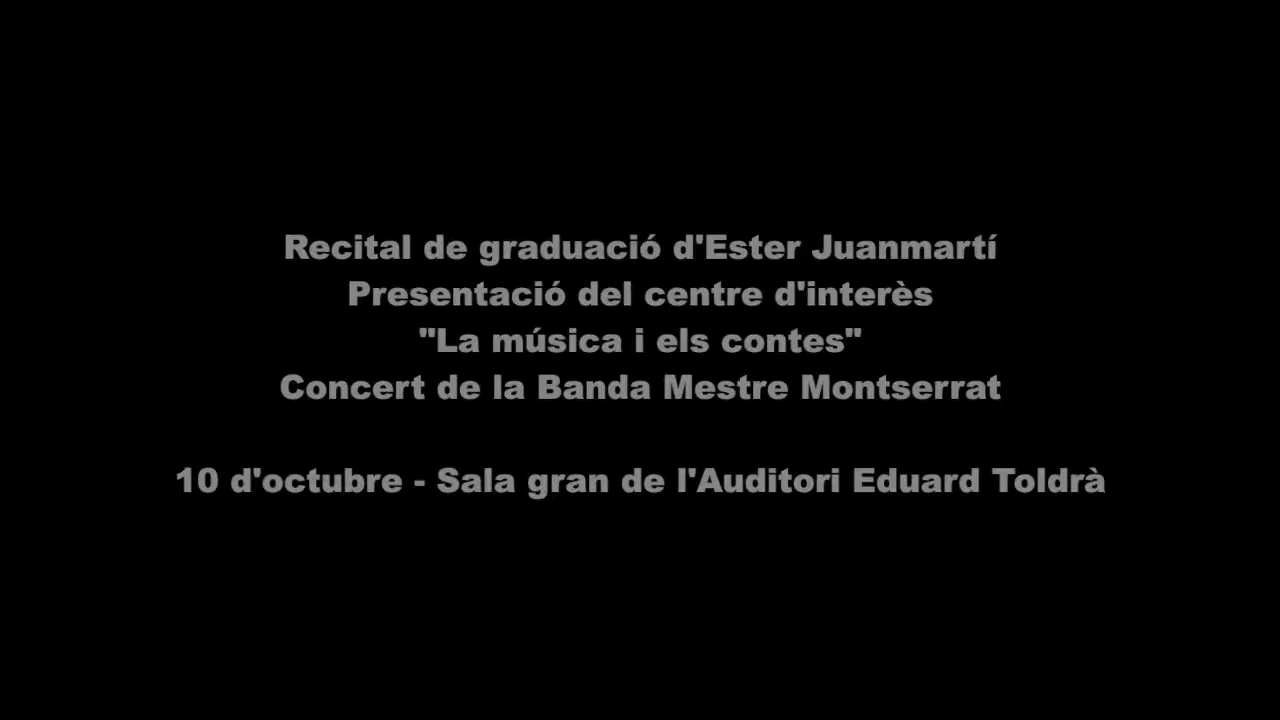 Recital de graduació d'Ester Juanmartí
Presentació del centre d'interès
"La música i els contes"
Concert de la Banda Mestre Montserrat
10 d'octubre - Sala gran de l'Auditori Eduard Toldrà